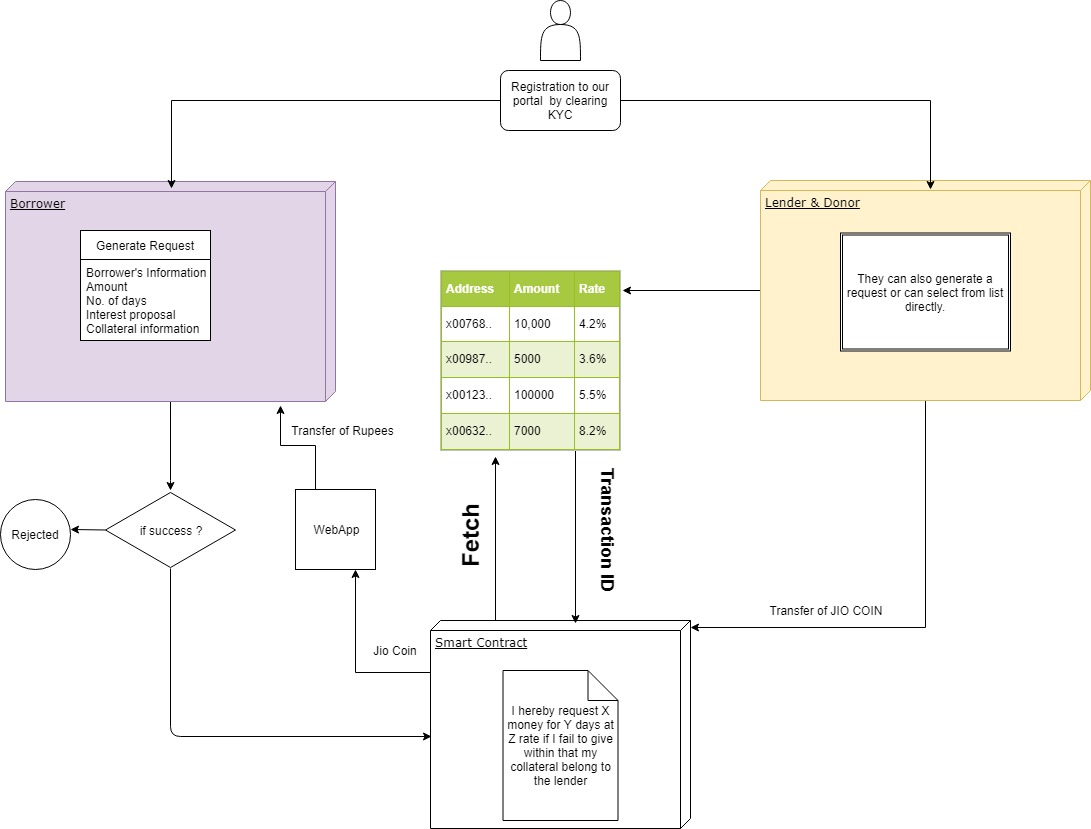 Registration to our
portal by clearing
KYC
Borrower
Generate Request
Borrower's Information
Amount
No. of days
Interest proposal
Collateral information
Lender & Donor
They can also generate a
request or can select from list
directly.
Address Amount Rate
x00768.. 10,000 4.2%
x00987.. 5000 3.6%
x00123.. 100000 5.5%
x00632.. 7000 8.2%
Transfer of Rupees
WebApp
if success ?
Rejected
Fetch
Transaction ID
Transfer of JIO COIN
Jio Coin
Smart Contract
I hereby request X
money for Y days at
Z rate if I fail to give
within that my
collateral belong to
the lender